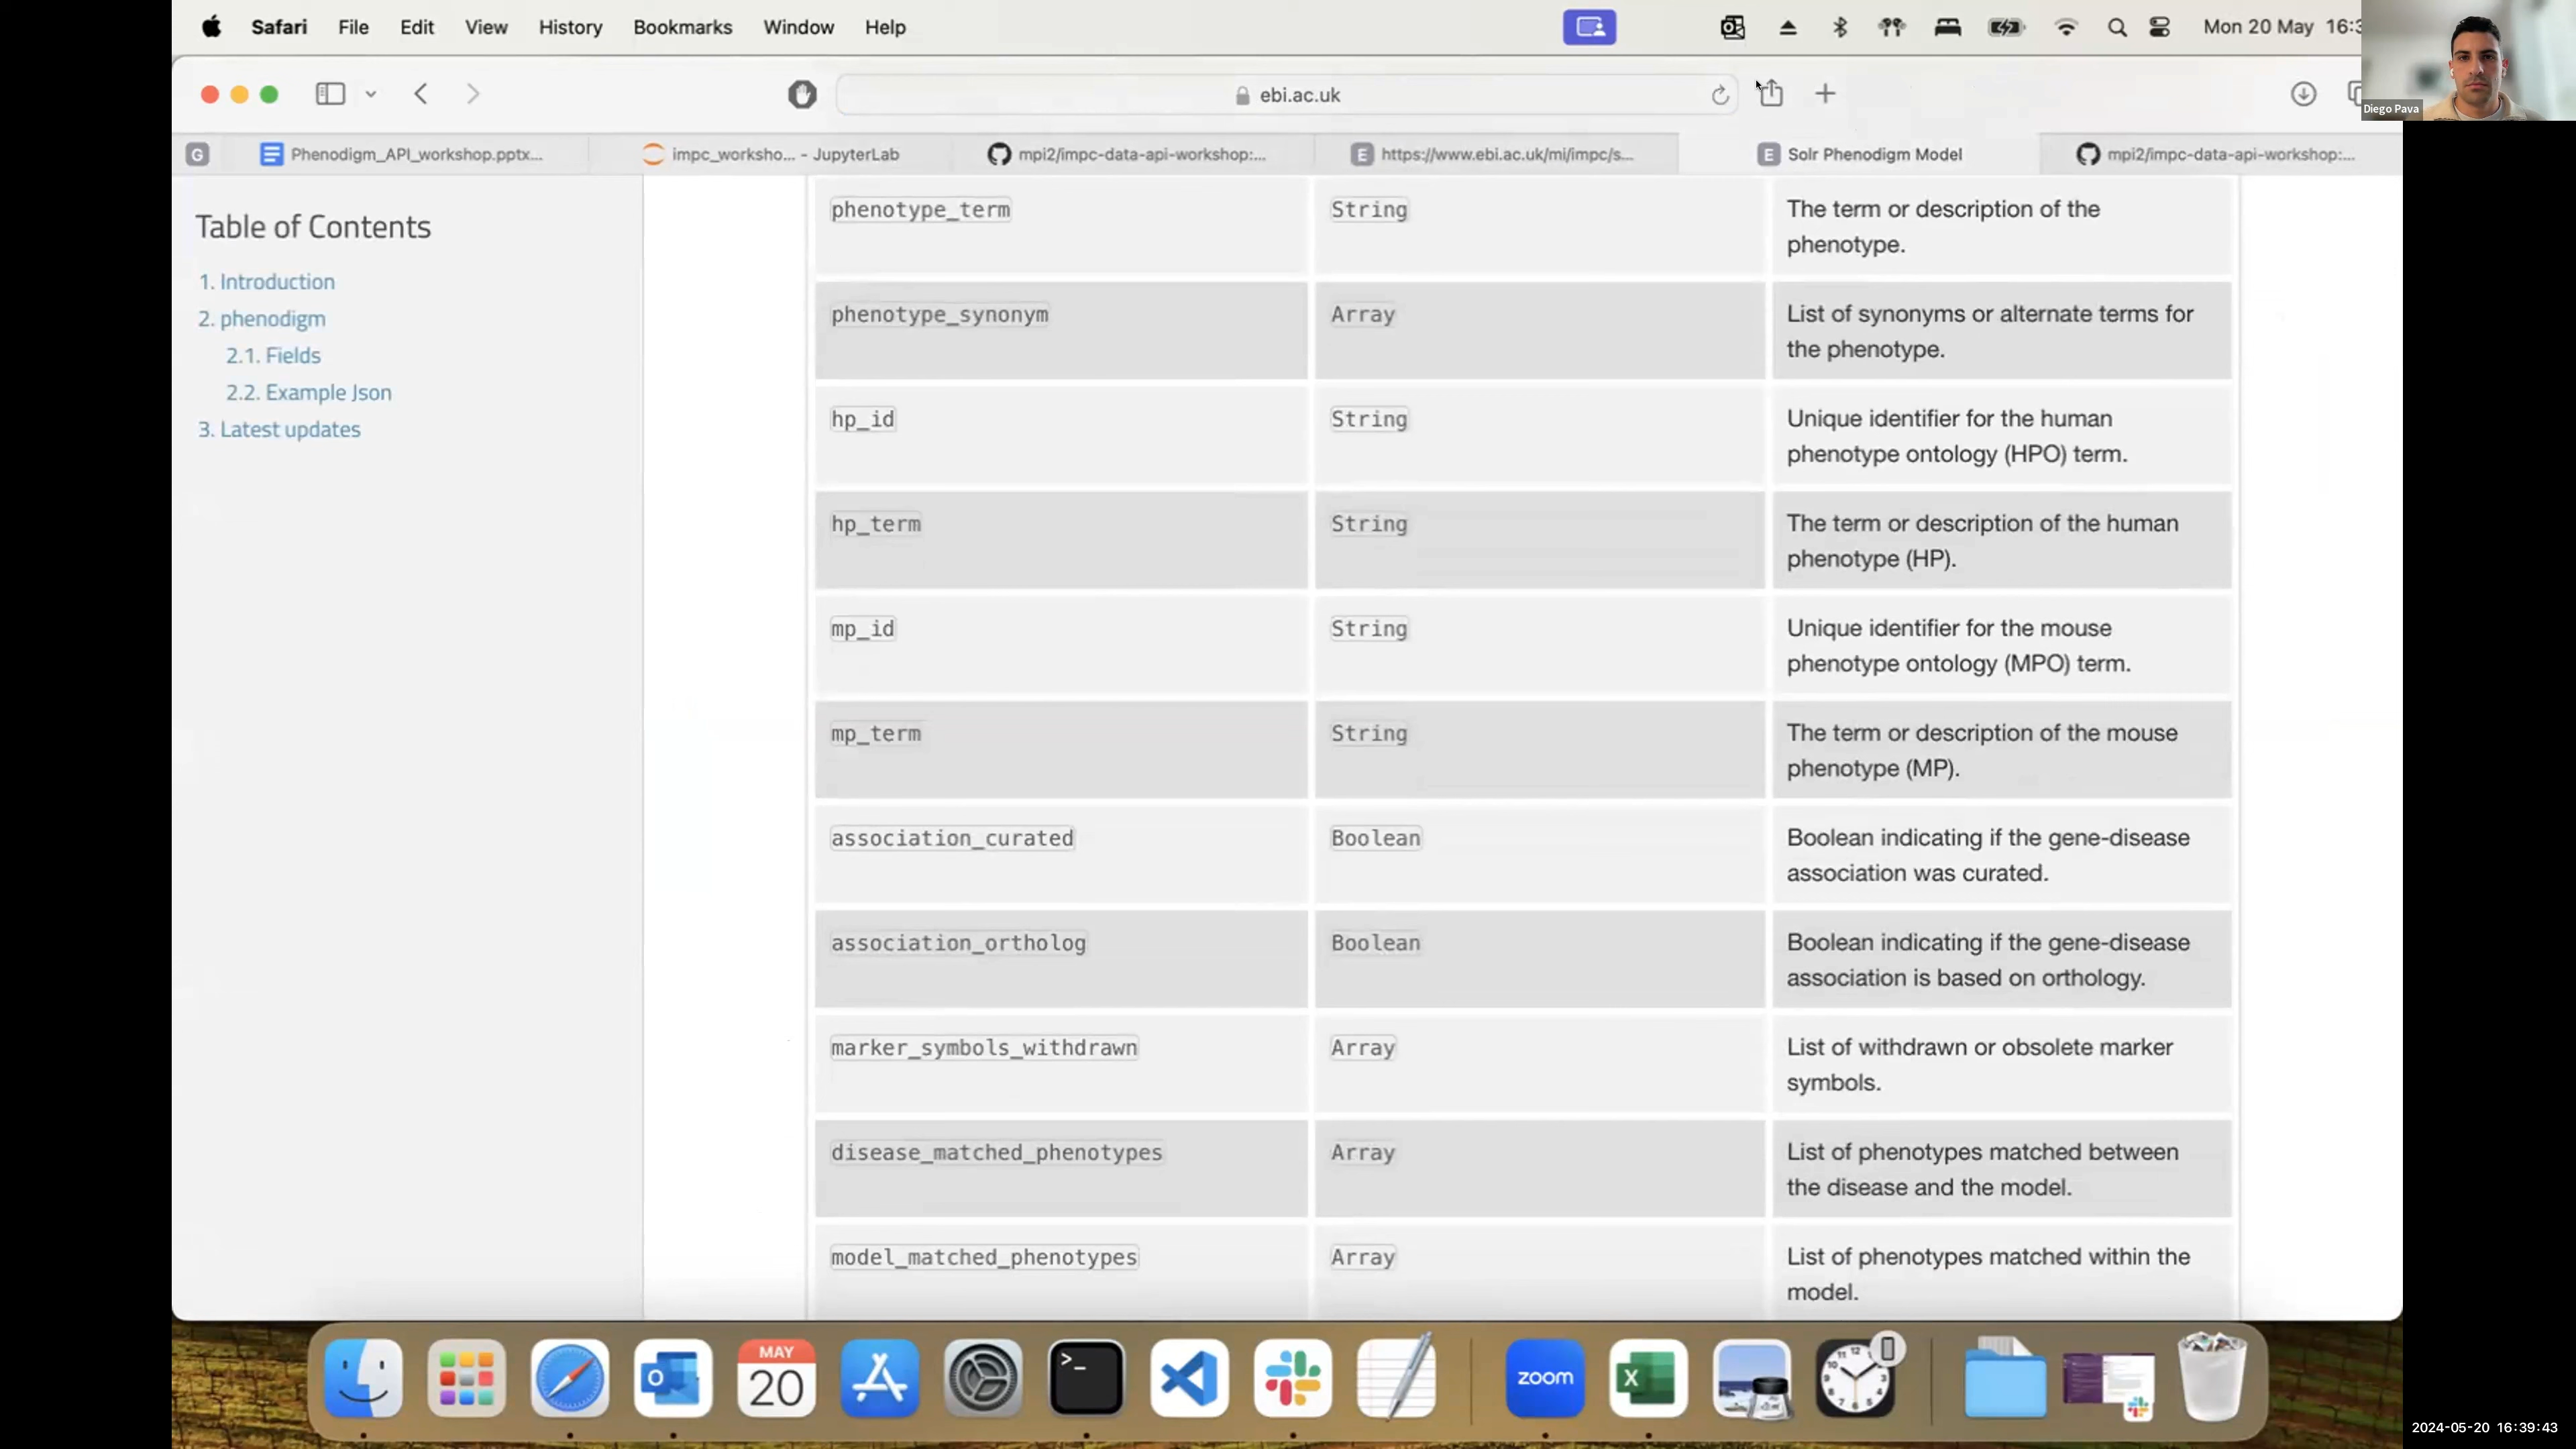 Safari File Edit View History Bookmarks Window Help Mon 20 May 16:3
ebi.ac.uk
Diego Pava
G Phenodigm_API_workshop.pptx... impc_worksho... - JupyterLab mpi2/impc-data-api-workshop:... E https://www.ebi.ac.uk/mi/impc/s... E Solr Phenodigm Model mpi2/impc-data-api-workshop:...
Table of Contents
1. Introduction
2. phenodigm
2.1. Fields
2.2. Example Json
3. Latest updates
phenotype_term String The term or description of the
phenotype.
phenotype_synonym Array List of synonyms or alternate terms for
the phenotype.
hp_id String Unique identifier for the human
phenotype ontology (HPO) term.
hp_term String The term or description of the human
phenotype (HP).
mp_id String Unique identifier for the mouse
phenotype ontology (MPO) term.
mp_term String The term or description of the mouse
phenotype (MP).
association_curated Boolean Boolean indicating if the gene-disease
association was curated.
association_ortholog Boolean Boolean indicating if the gene-disease
association is based on orthology.
marker_symbols_withdrawn Array List of withdrawn or obsolete marker
symbols.
disease_matched_phenotypes Array List of phenotypes matched between
the disease and the model.
model_matched_phenotypes Array List of phenotypes matched within the
model.
MAY
20
zoom
2024-05-20 16:39:43